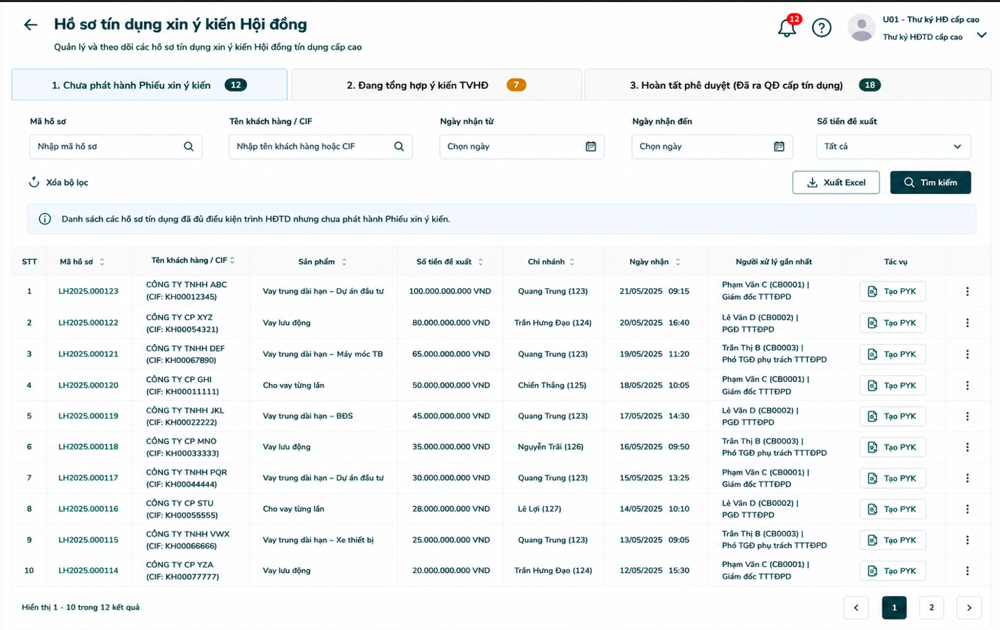 Hồ sơ tín dụng xin ý kiến Hội đồng
Quản lý và theo dõi các hồ sơ tín dụng xin ý kiến Hội đồng tín dụng cấp cao
12
U01 - Thư ký HĐ cấp cao
Thư ký HĐTD cấp cao
1. Chưa phát hành Phiếu xin ý kiến 12
2. Đang tổng hợp ý kiến TVHĐ 7
3. Hoàn tất phê duyệt (Đã ra QĐ cấp tín dụng) 18
Mã hồ sơ Tên khách hàng / CIF Ngày nhận từ Ngày nhận đến Số tiền đề xuất
Nhập mã hồ sơ Nhập tên khách hàng hoặc CIF Chọn ngày Chọn ngày Tất cả
Xóa bộ lọc Xuất Excel Tìm kiếm
Danh sách các hồ sơ tín dụng đã đủ điều kiện trình HĐTD nhưng chưa phát hành Phiếu xin ý kiến.
STT Mã hồ sơ Tên khách hàng / CIF Sản phẩm Số tiền đề xuất Chi nhánh Ngày nhận Người xử lý gần nhất Tác vụ
1 LH2025.000123 CÔNG TY TNHH ABC (CIF: KH00012345) Vay trung dài hạn – Dự án đầu tư 100.000.000.000 VND Quang Trung (123) 21/05/2025 09:15 Phạm Văn C (CB0001) | Giám đốc TTTĐPD Tạo PYK
2 LH2025.000122 CÔNG TY CP XYZ (CIF: KH00054321) Vay lưu động 80.000.000.000 VND Trần Hưng Đạo (124) 20/05/2025 16:40 Lê Văn D (CB0002) | PGĐ TTTĐPD Tạo PYK
3 LH2025.000121 CÔNG TY TNHH DEF (CIF: KH00067890) Vay trung dài hạn – Máy móc TB 65.000.000.000 VND Quang Trung (123) 19/05/2025 11:20 Trần Thị B (CB0003) | Phó TGĐ phụ trách TTTĐPD Tạo PYK
4 LH2025.000120 CÔNG TY CP GHI (CIF: KH00011111) Cho vay từng lần 50.000.000.000 VND Chiến Thắng (125) 18/05/2025 10:05 Phạm Văn C (CB0001) | Giám đốc TTTĐPD Tạo PYK
5 LH2025.000119 CÔNG TY TNHH JKL (CIF: KH00022222) Vay trung dài hạn – BĐS 45.000.000.000 VND Quang Trung (123) 17/05/2025 14:30 Lê Văn D (CB0002) | PGĐ TTTĐPD Tạo PYK
6 LH2025.000118 CÔNG TY CP MNO (CIF: KH00033333) Vay lưu động 35.000.000.000 VND Nguyễn Trãi (126) 16/05/2025 09:50 Trần Thị B (CB0003) | Phó TGĐ phụ trách TTTĐPD Tạo PYK
7 LH2025.000117 CÔNG TY TNHH PQR (CIF: KH00044444) Vay trung dài hạn – Dự án đầu tư 30.000.000.000 VND Quang Trung (123) 15/05/2025 13:25 Phạm Văn C (CB0001) | Giám đốc TTTĐPD Tạo PYK
8 LH2025.000116 CÔNG TY CP STU (CIF: KH00055555) Cho vay từng lần 28.000.000.000 VND Lê Lợi (127) 14/05/2025 10:10 Lê Văn D (CB0002) | PGĐ TTTĐPD Tạo PYK
9 LH2025.000115 CÔNG TY TNHH VWX (CIF: KH00066666) Vay trung dài hạn – Xe thiết bị 25.000.000.000 VND Quang Trung (123) 13/05/2025 09:05 Trần Thị B (CB0003) | Phó TGĐ phụ trách TTTĐPD Tạo PYK
10 LH2025.000114 CÔNG TY CP YZA (CIF: KH00077777) Vay lưu động 20.000.000.000 VND Trần Hưng Đạo (124) 12/05/2025 15:30 Phạm Văn C (CB0001) | Giám đốc TTTĐPD Tạo PYK
Hiển thị 1 - 10 trong 12 kết quả 1 2